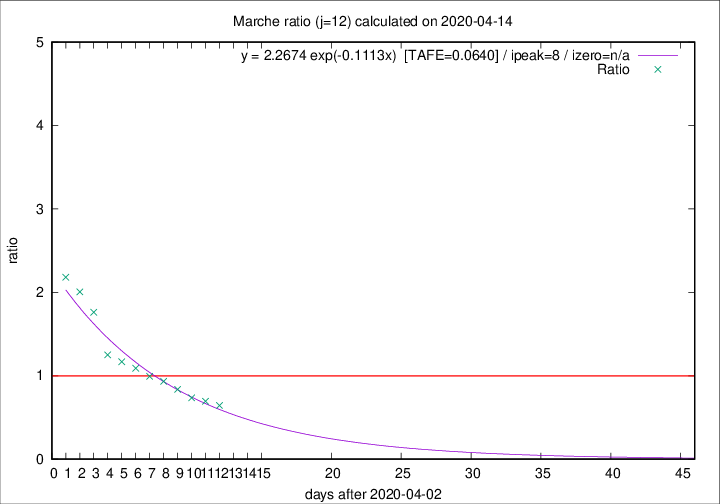 Marche ratio (j=12) calculated on 2020-04-14
y = 2.2674 exp(-0.1113x)  [TAFE=0.0640] / ipeak=8 / izero=n/a
Ratio
5
4
3
2
1
0
ratio
0 1 2 3 4 5 6 7 8 9 10 11 12 13 14 15 20 25 30 35 40 45
days after 2020-04-02